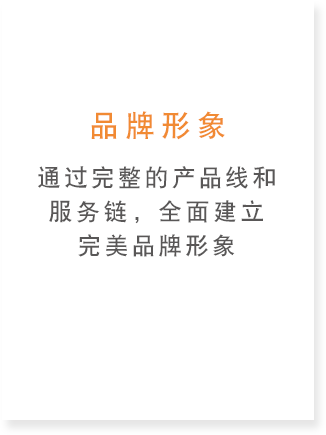 品牌形象
通过完整的产品线和
服务链，全面建立
完美品牌形象